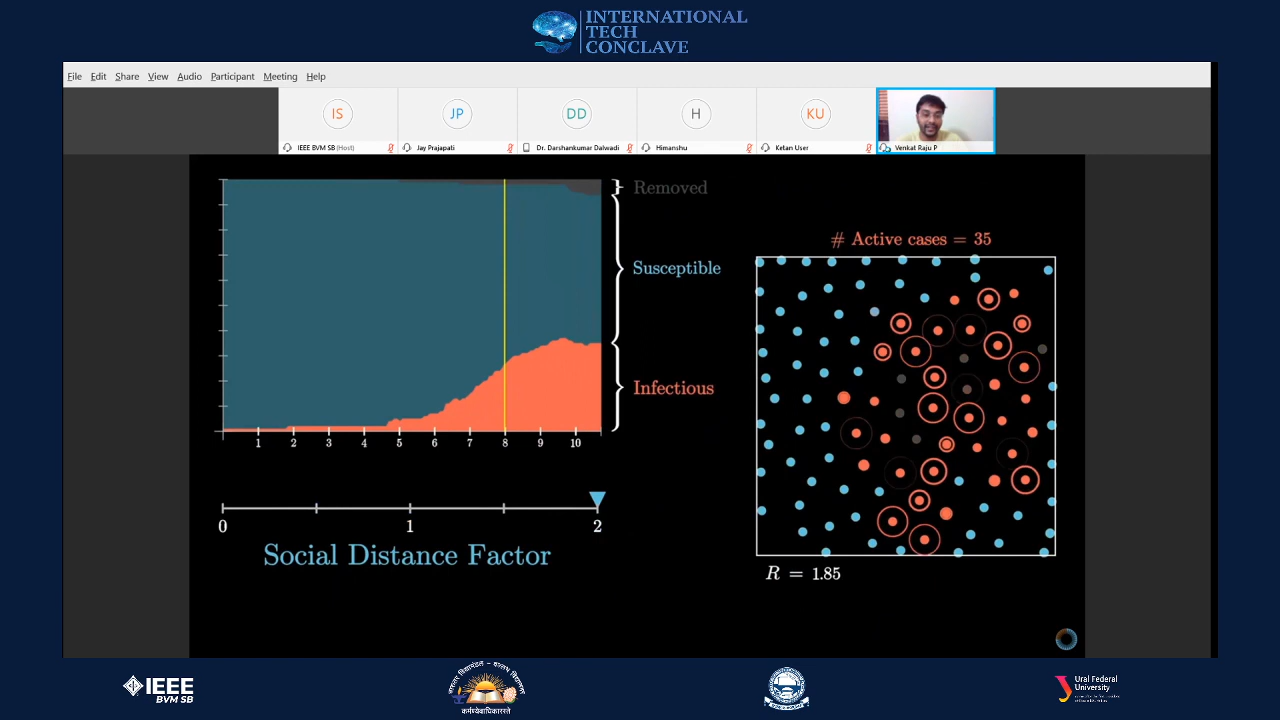 INTERNATIONAL
TECH
CONCLAVE
File Edit Share View Audio Participant Meeting Help
IS JP DD H KU
IEEE BVM SB (Host) Jay Prajapati Dr. Darshankumar Dalwadi Himanshu Ketan User Venkat Raju P
Removed
# Active cases = 35
Susceptible
Infectious
1 2 3 4 5 6 7 8 9 10
0 1 2
Social Distance Factor
R = 1.85
IEEE
BVM SB
कर्मण्येवाधिकारस्ते
Ural Federal
University